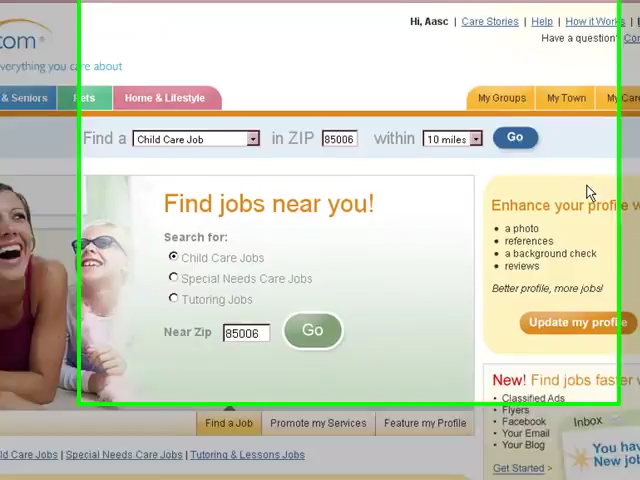 Hi, Aasc | Care Stories | Help | How it Works |
com
Have a question?
everything you care about
& Seniors
Pets
Home & Lifestyle
My Groups
My Town
My Care
Find a Child Care Job in ZIP 85006 within 10 miles Go
Find jobs near you!
Search for:
Child Care Jobs
Special Needs Care Jobs
Tutoring Jobs
Near Zip 85006 Go
Enhance your profile w
a photo
references
a background check
reviews
Better profile, more jobs!
Update my profile
Find a Job
Promote my Services
Feature my Profile
ld Care Jobs | Special Needs Care Jobs | Tutoring & Lessons Jobs
New! Find jobs faster w
Classified Ads
Flyers
Facebook
Your Email
Your Blog
Get Started >
Inbox
You have
New job